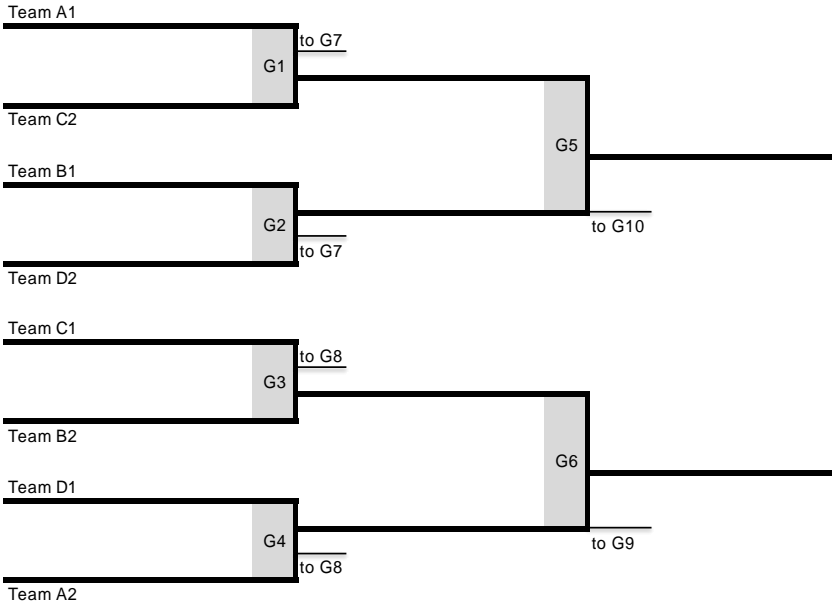 Team A1
to G7
G1
Team C2
G5
Team B1
G2
to G10
to G7
Team D2
Team C1
to G8
G3
Team B2
G6
Team D1
G4
to G9
to G8
Team A2